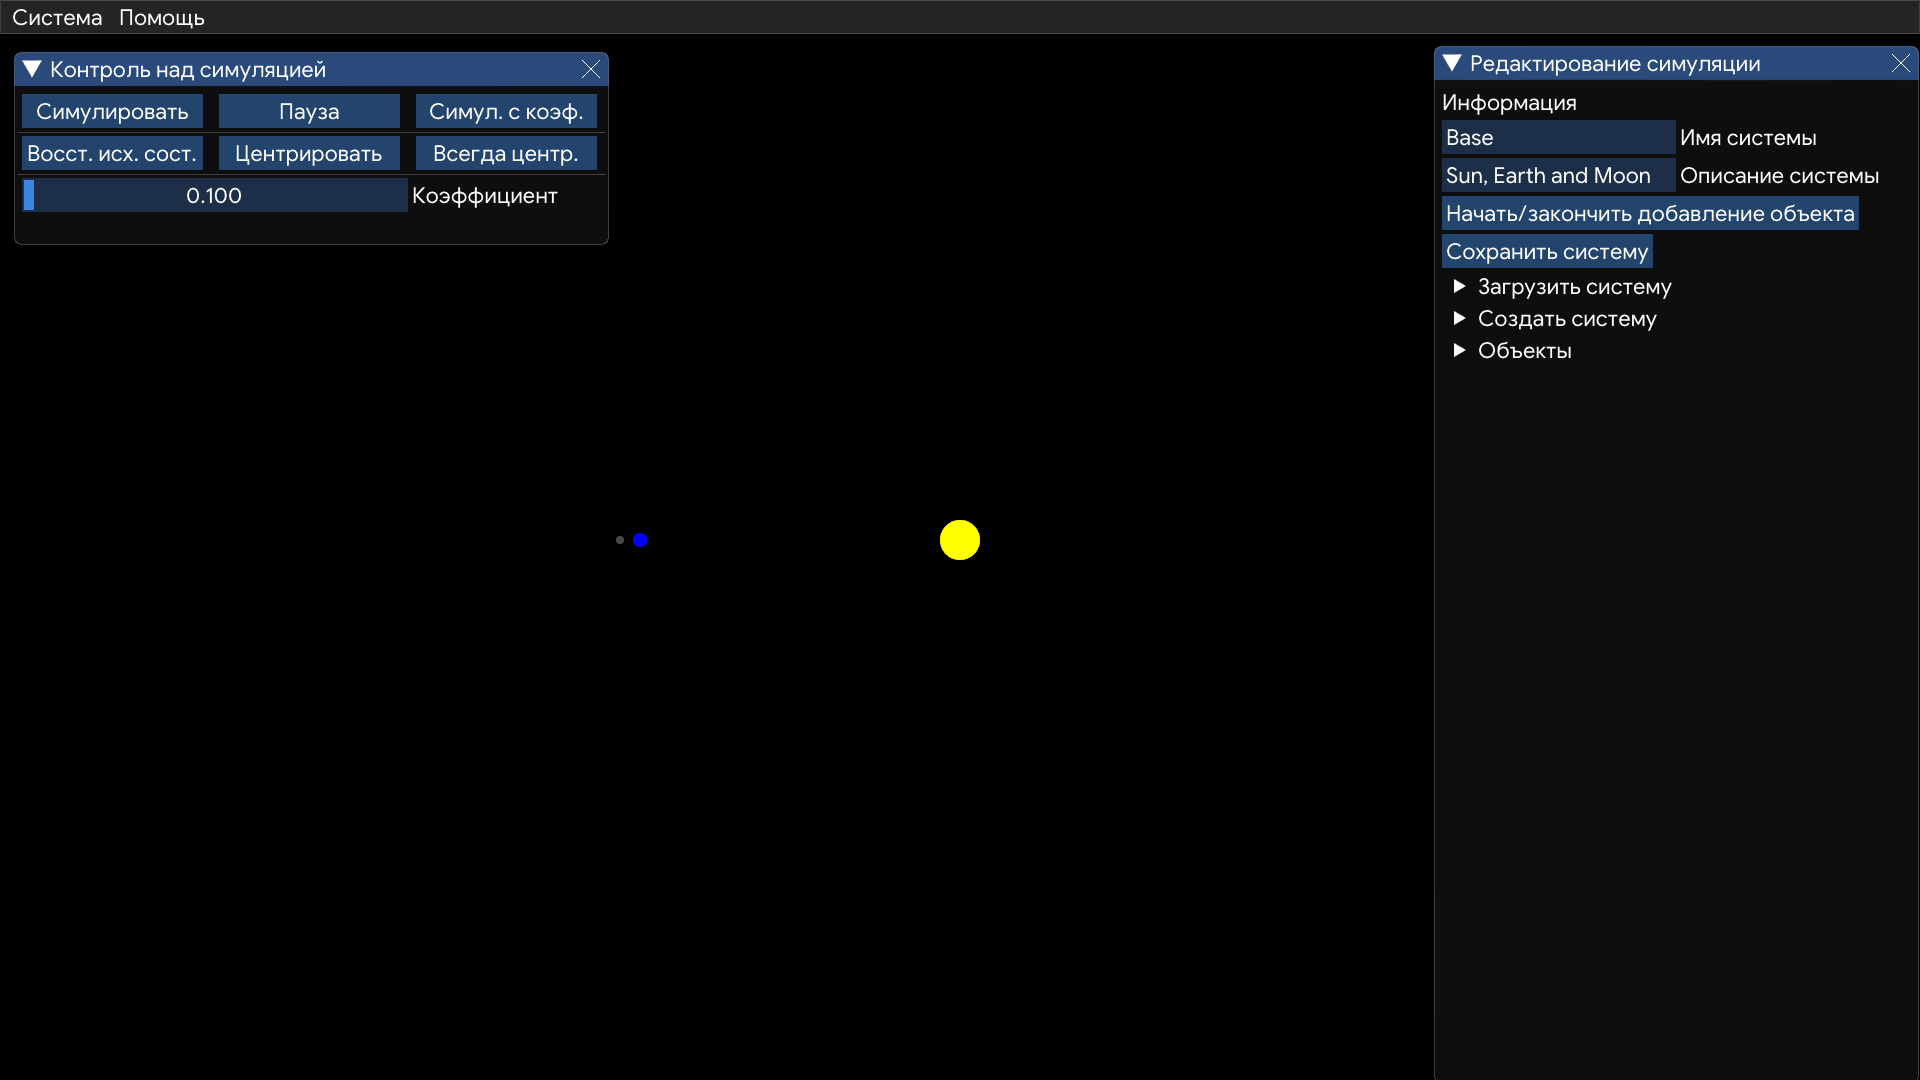 Система Помощь
Контроль над симуляцией
Симулировать Пауза Симул. с коэф.
Восст. исх. сост. Центрировать Всегда центр.
0.100 Коэффициент
Редактирование симуляции
Информация
Base Имя системы
Sun, Earth and Moon Описание системы
Начать/закончить добавление объекта
Сохранить систему
Загрузить систему
Создать систему
Объекты